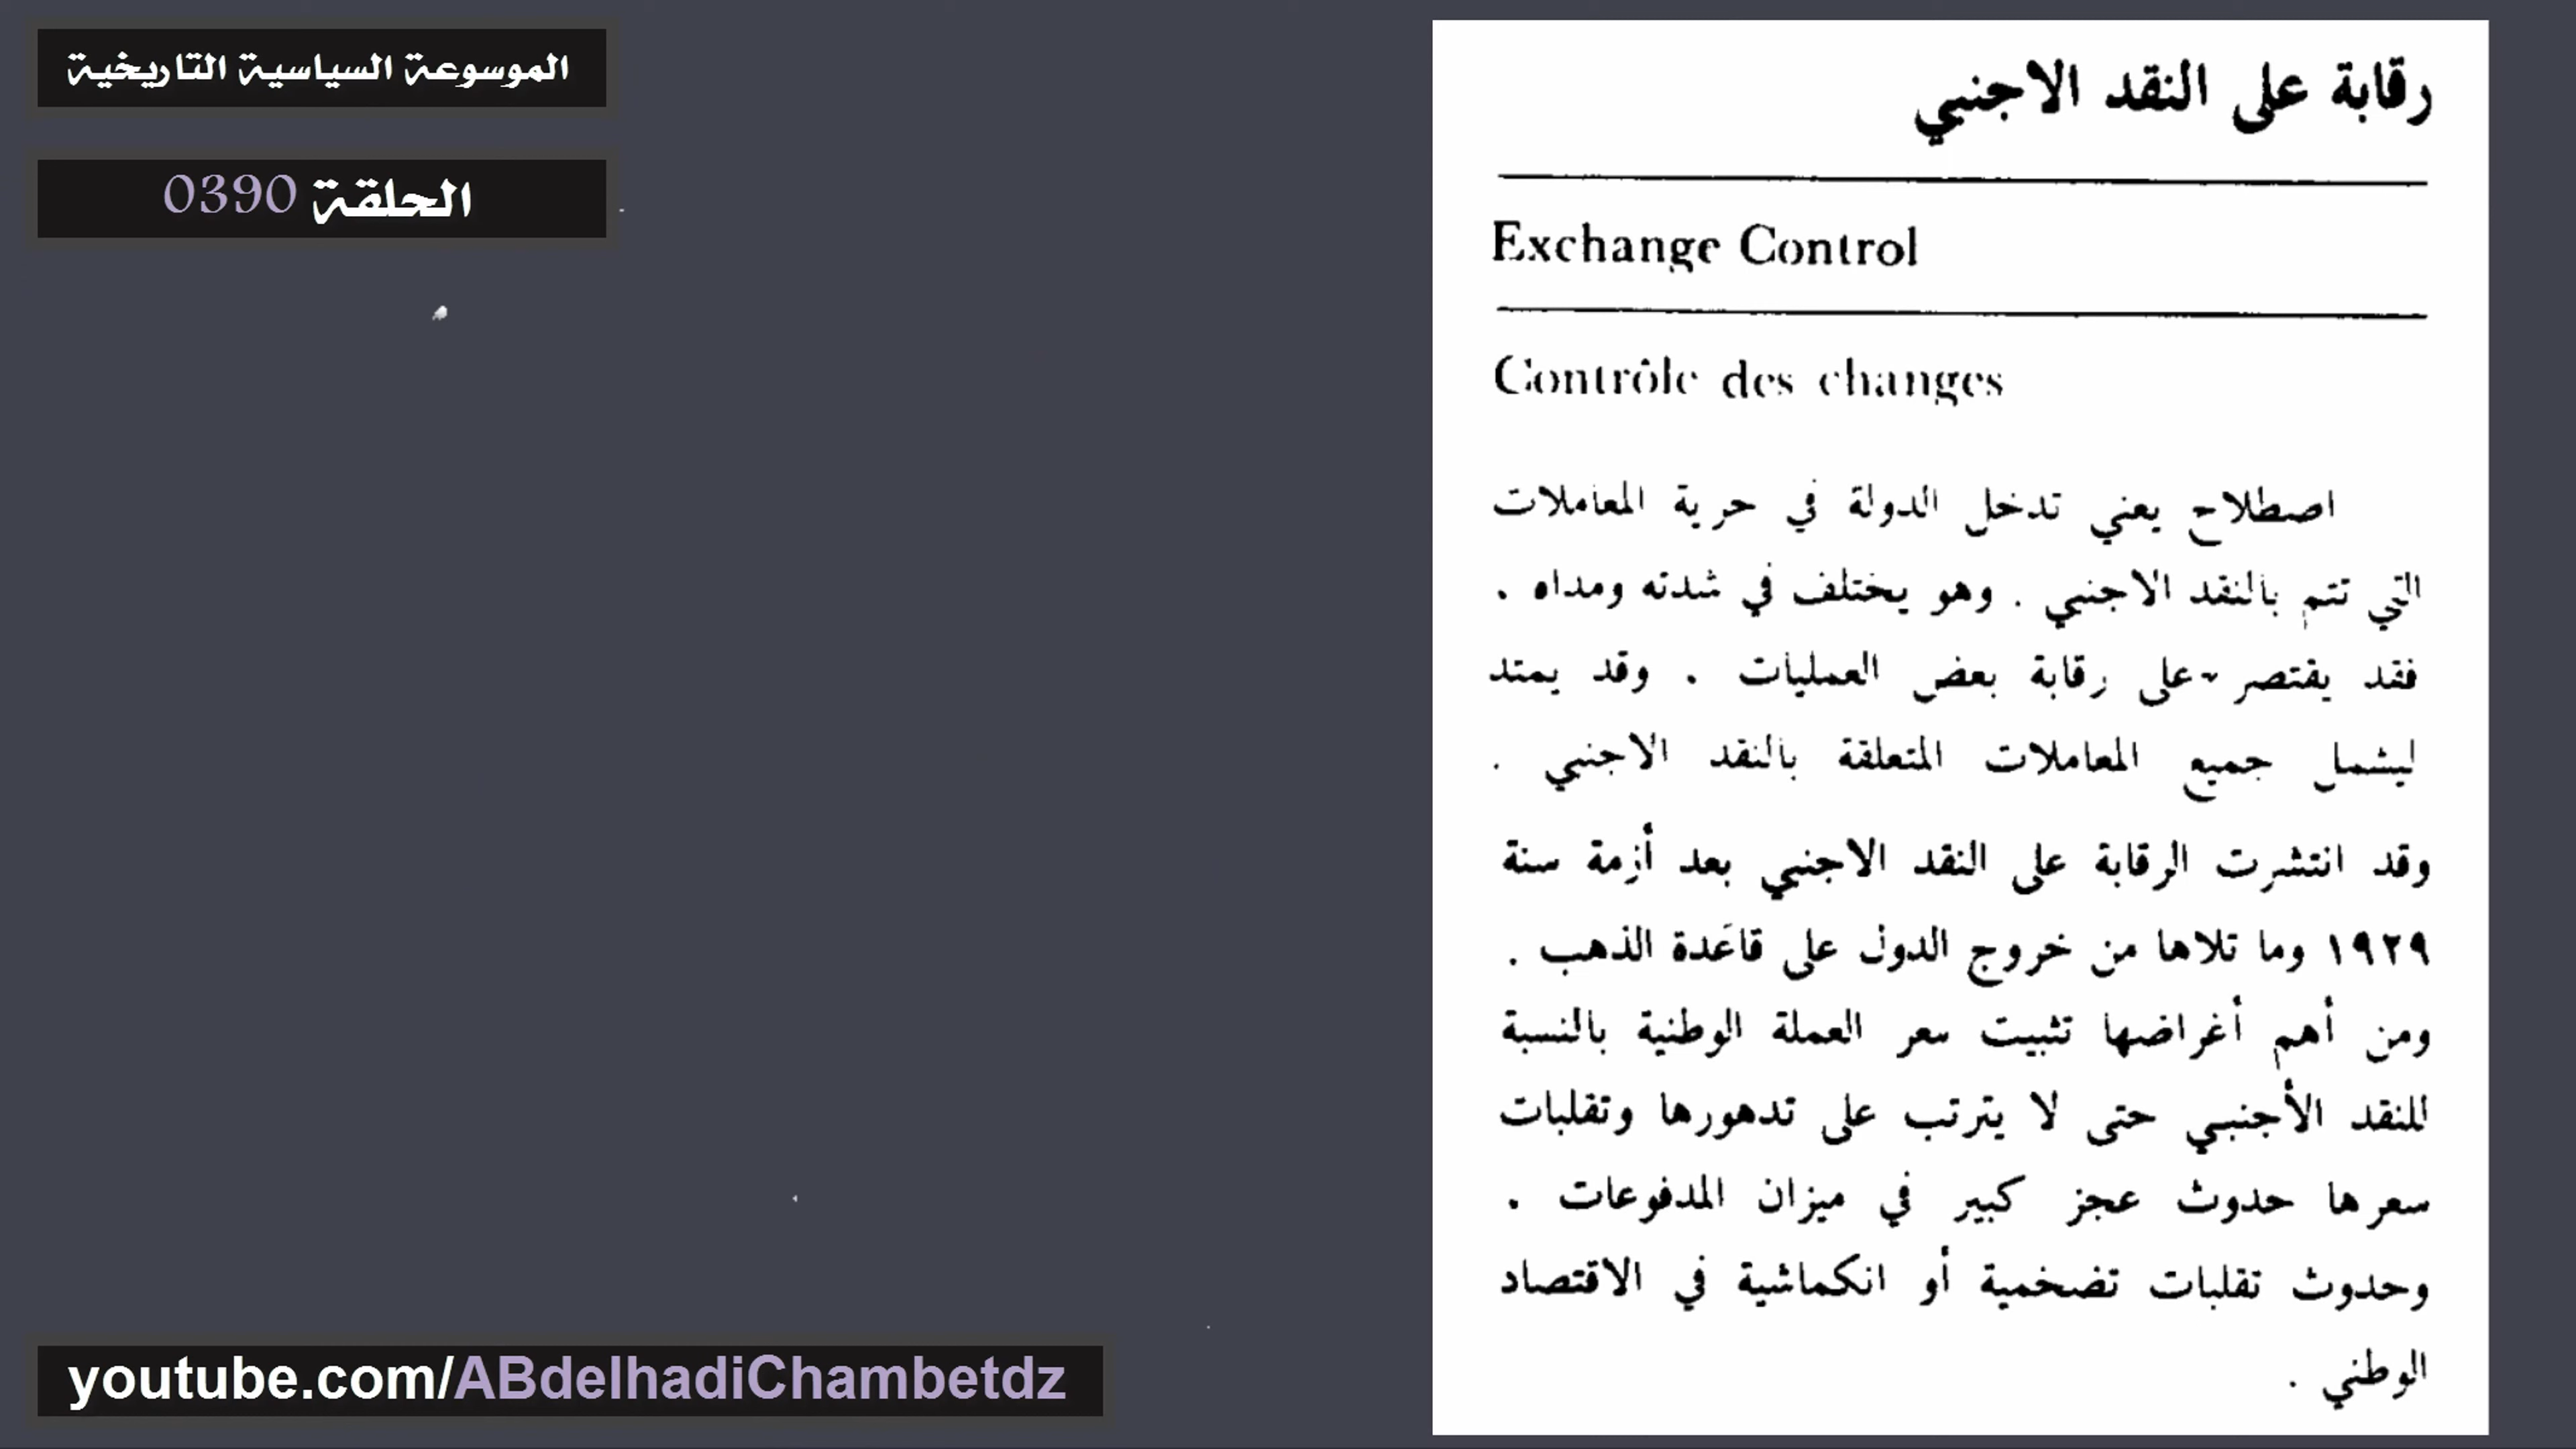 الموسوعة السياسية التاريخية
الحلقة 0390
رقابة على النقد الاجنبي
Exchange Control
Contrôle des changes
اصطلاح يعني تدخل الدولة في حرية المعاملات
التي تتم بالنقد الاجنبي . وهو يختلف في شدته ومداه .
فقد يقتصر على رقابة بعض العمليات . وقد يمتد
ليشمل جميع المعاملات المتعلقة بالنقد الاجنبي .
وقد انتشرت الرقابة على النقد الاجنبي بعد أزمة سنة
١٩٢٩ وما تلاها من خروج الدول على قاعدة الذهب .
ومن أهم أغراضها تثبيت سعر العملة الوطنية بالنسبة
للنقد الأجنبي حتى لا يترتب على تدهورها وتقلبات
سعرها حدوث عجز كبير في ميزان المدفوعات .
وحدوث تقلبات تضخمية أو انكماشية في الاقتصاد
الوطني .
youtube.com/ABdelhadiChambetdz